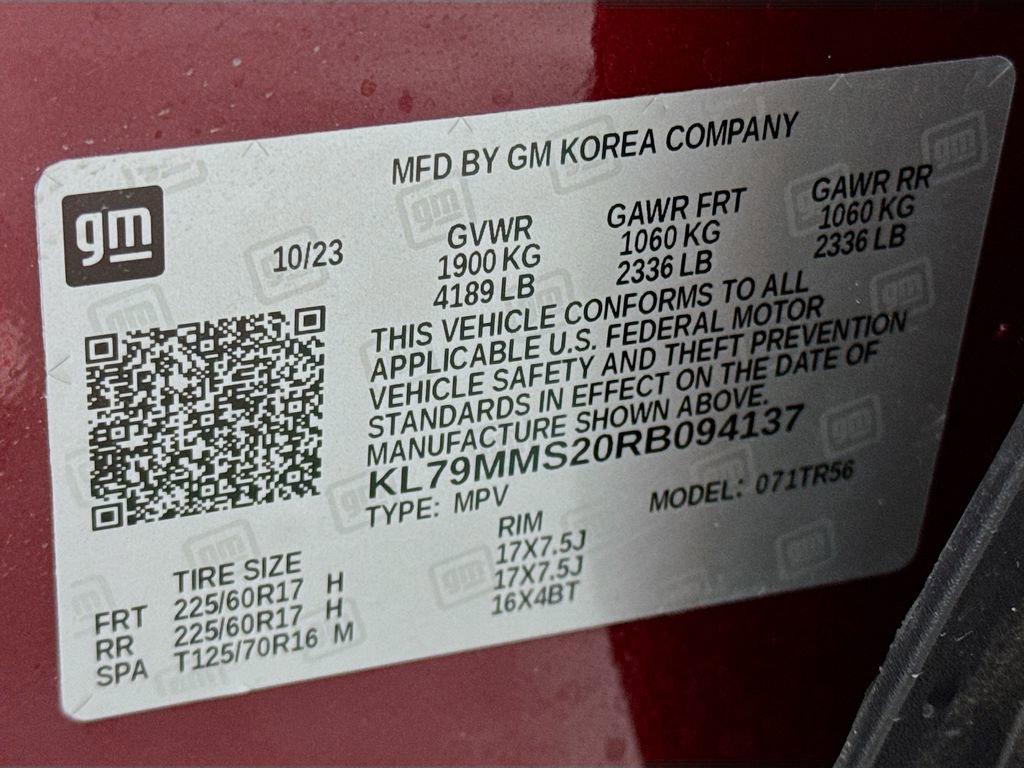 MFD BY GM KOREA COMPANY
gm
10/23
GVWR GAWR FRT GAWR RR
1900 KG 1060 KG 1060 KG
4189 LB 2336 LB 2336 LB
THIS VEHICLE CONFORMS TO ALL
APPLICABLE U.S. FEDERAL MOTOR
VEHICLE SAFETY AND THEFT PREVENTION
STANDARDS IN EFFECT ON THE DATE OF
MANUFACTURE SHOWN ABOVE.
KL79MMS20RB094137
TYPE: MPV MODEL: 071TR56
TIRE SIZE RIM
FRT 225/60R17 H 17X7.5J
RR 225/60R17 H 17X7.5J
SPA T125/70R16 M 16X4BT